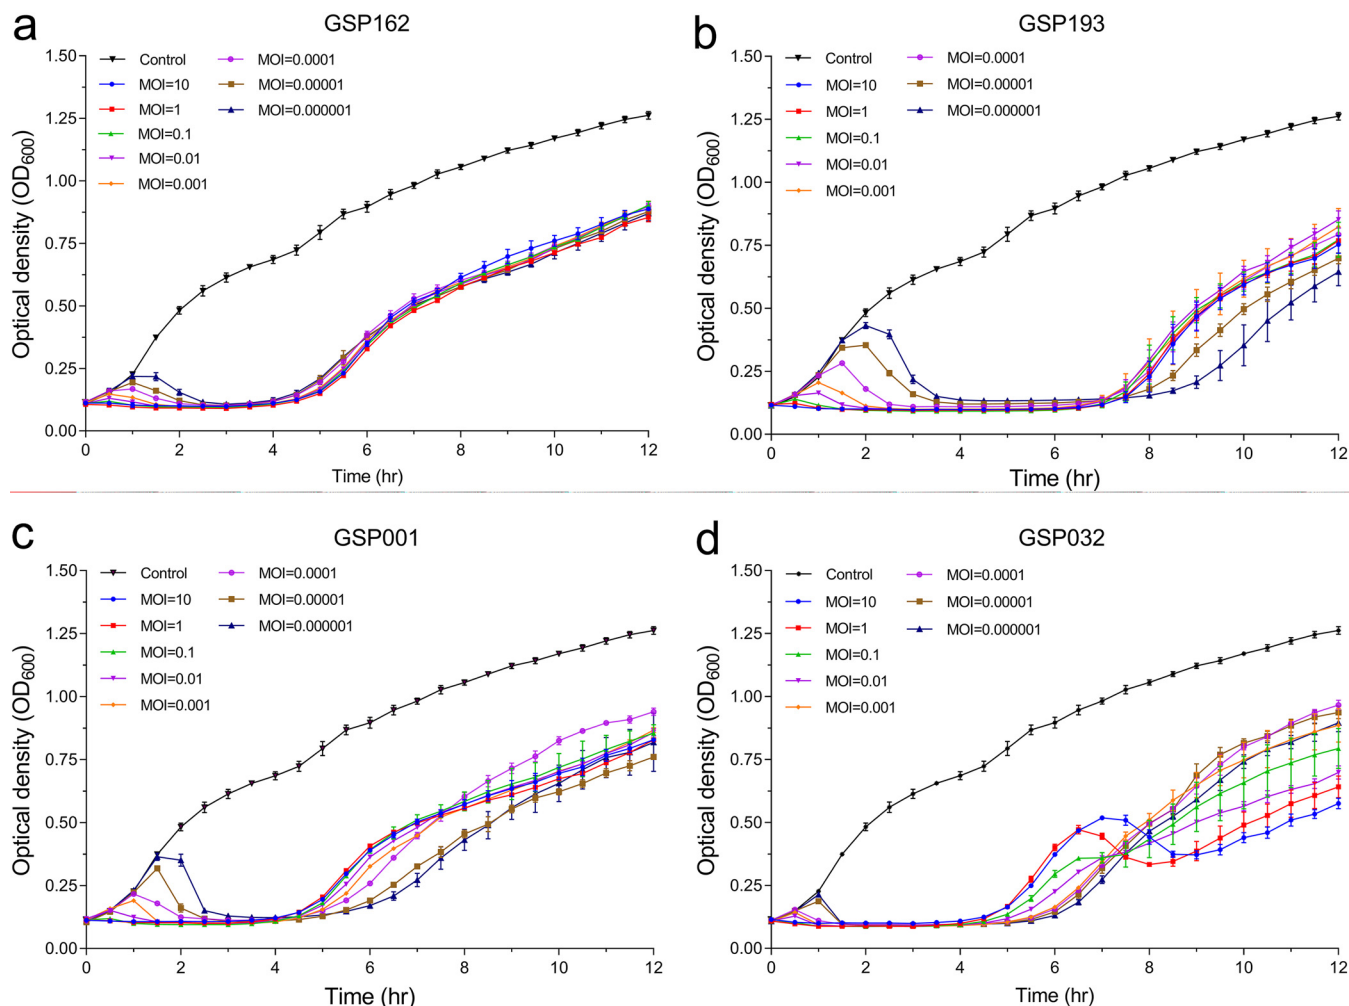 a
GSP162
Optical density (OD600)
1.50
1.25
1.00
0.75
0.50
0.25
0.00
Control
MOI=10
MOI=1
MOI=0.1
MOI=0.01
MOI=0.001
MOI=0.0001
MOI=0.00001
MOI=0.000001
0 2 4 6 8 10 12
Time (hr)
b
GSP193
Optical density (OD600)
1.50
1.25
1.00
0.75
0.50
0.25
0.00
Control
MOI=10
MOI=1
MOI=0.1
MOI=0.01
MOI=0.001
MOI=0.0001
MOI=0.00001
MOI=0.000001
0 2 4 6 8 10 12
Time (hr)
c
GSP001
Optical density (OD600)
1.50
1.25
1.00
0.75
0.50
0.25
0.00
Control
MOI=10
MOI=1
MOI=0.1
MOI=0.01
MOI=0.001
MOI=0.0001
MOI=0.00001
MOI=0.000001
0 2 4 6 8 10 12
Time (hr)
d
GSP032
Optical density (OD600)
1.50
1.25
1.00
0.75
0.50
0.25
0.00
Control
MOI=10
MOI=1
MOI=0.1
MOI=0.01
MOI=0.001
MOI=0.0001
MOI=0.00001
MOI=0.000001
0 2 4 6 8 10 12
Time (hr)